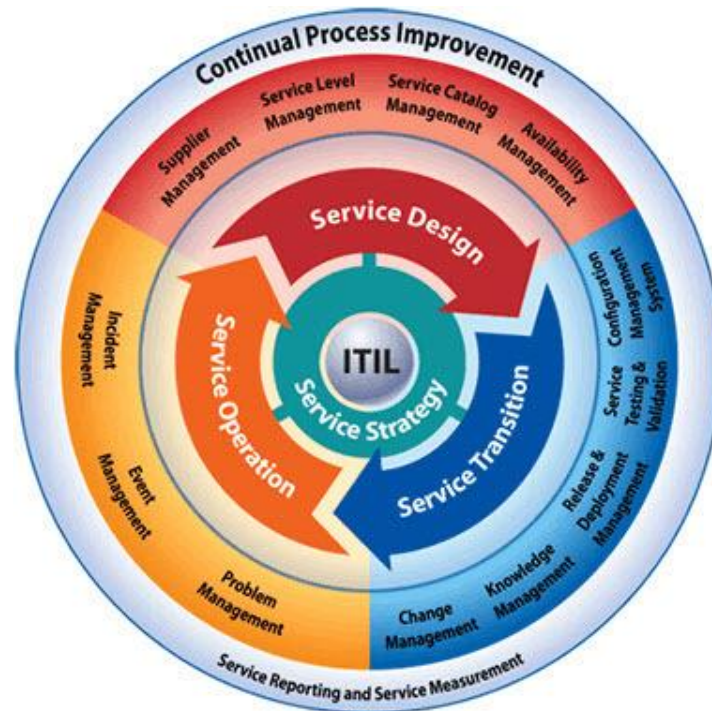 Continual Process Improvement
Supplier
Management
Service Level
Management
Service Catalog
Management
Availability
Management
Configuration
Management
System
Service
Testing &
Validation
Release &
Deployment
Management
Knowledge
Management
Change
Management
Problem
Management
Event
Management
Incident
Management
Service Design
Service Transition
Service Operation
Service Strategy
ITIL
Service Reporting and Service Measurement